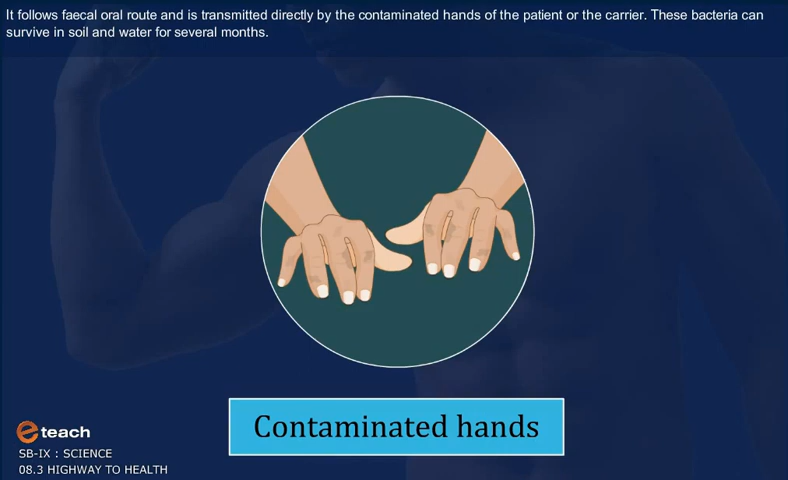 It follows faecal oral route and is transmitted directly by the contaminated hands of the patient or the carrier. These bacteria can
survive in soil and water for several months.
Contaminated hands
e teach
SB-IX : SCIENCE
08.3 HIGHWAY TO HEALTH